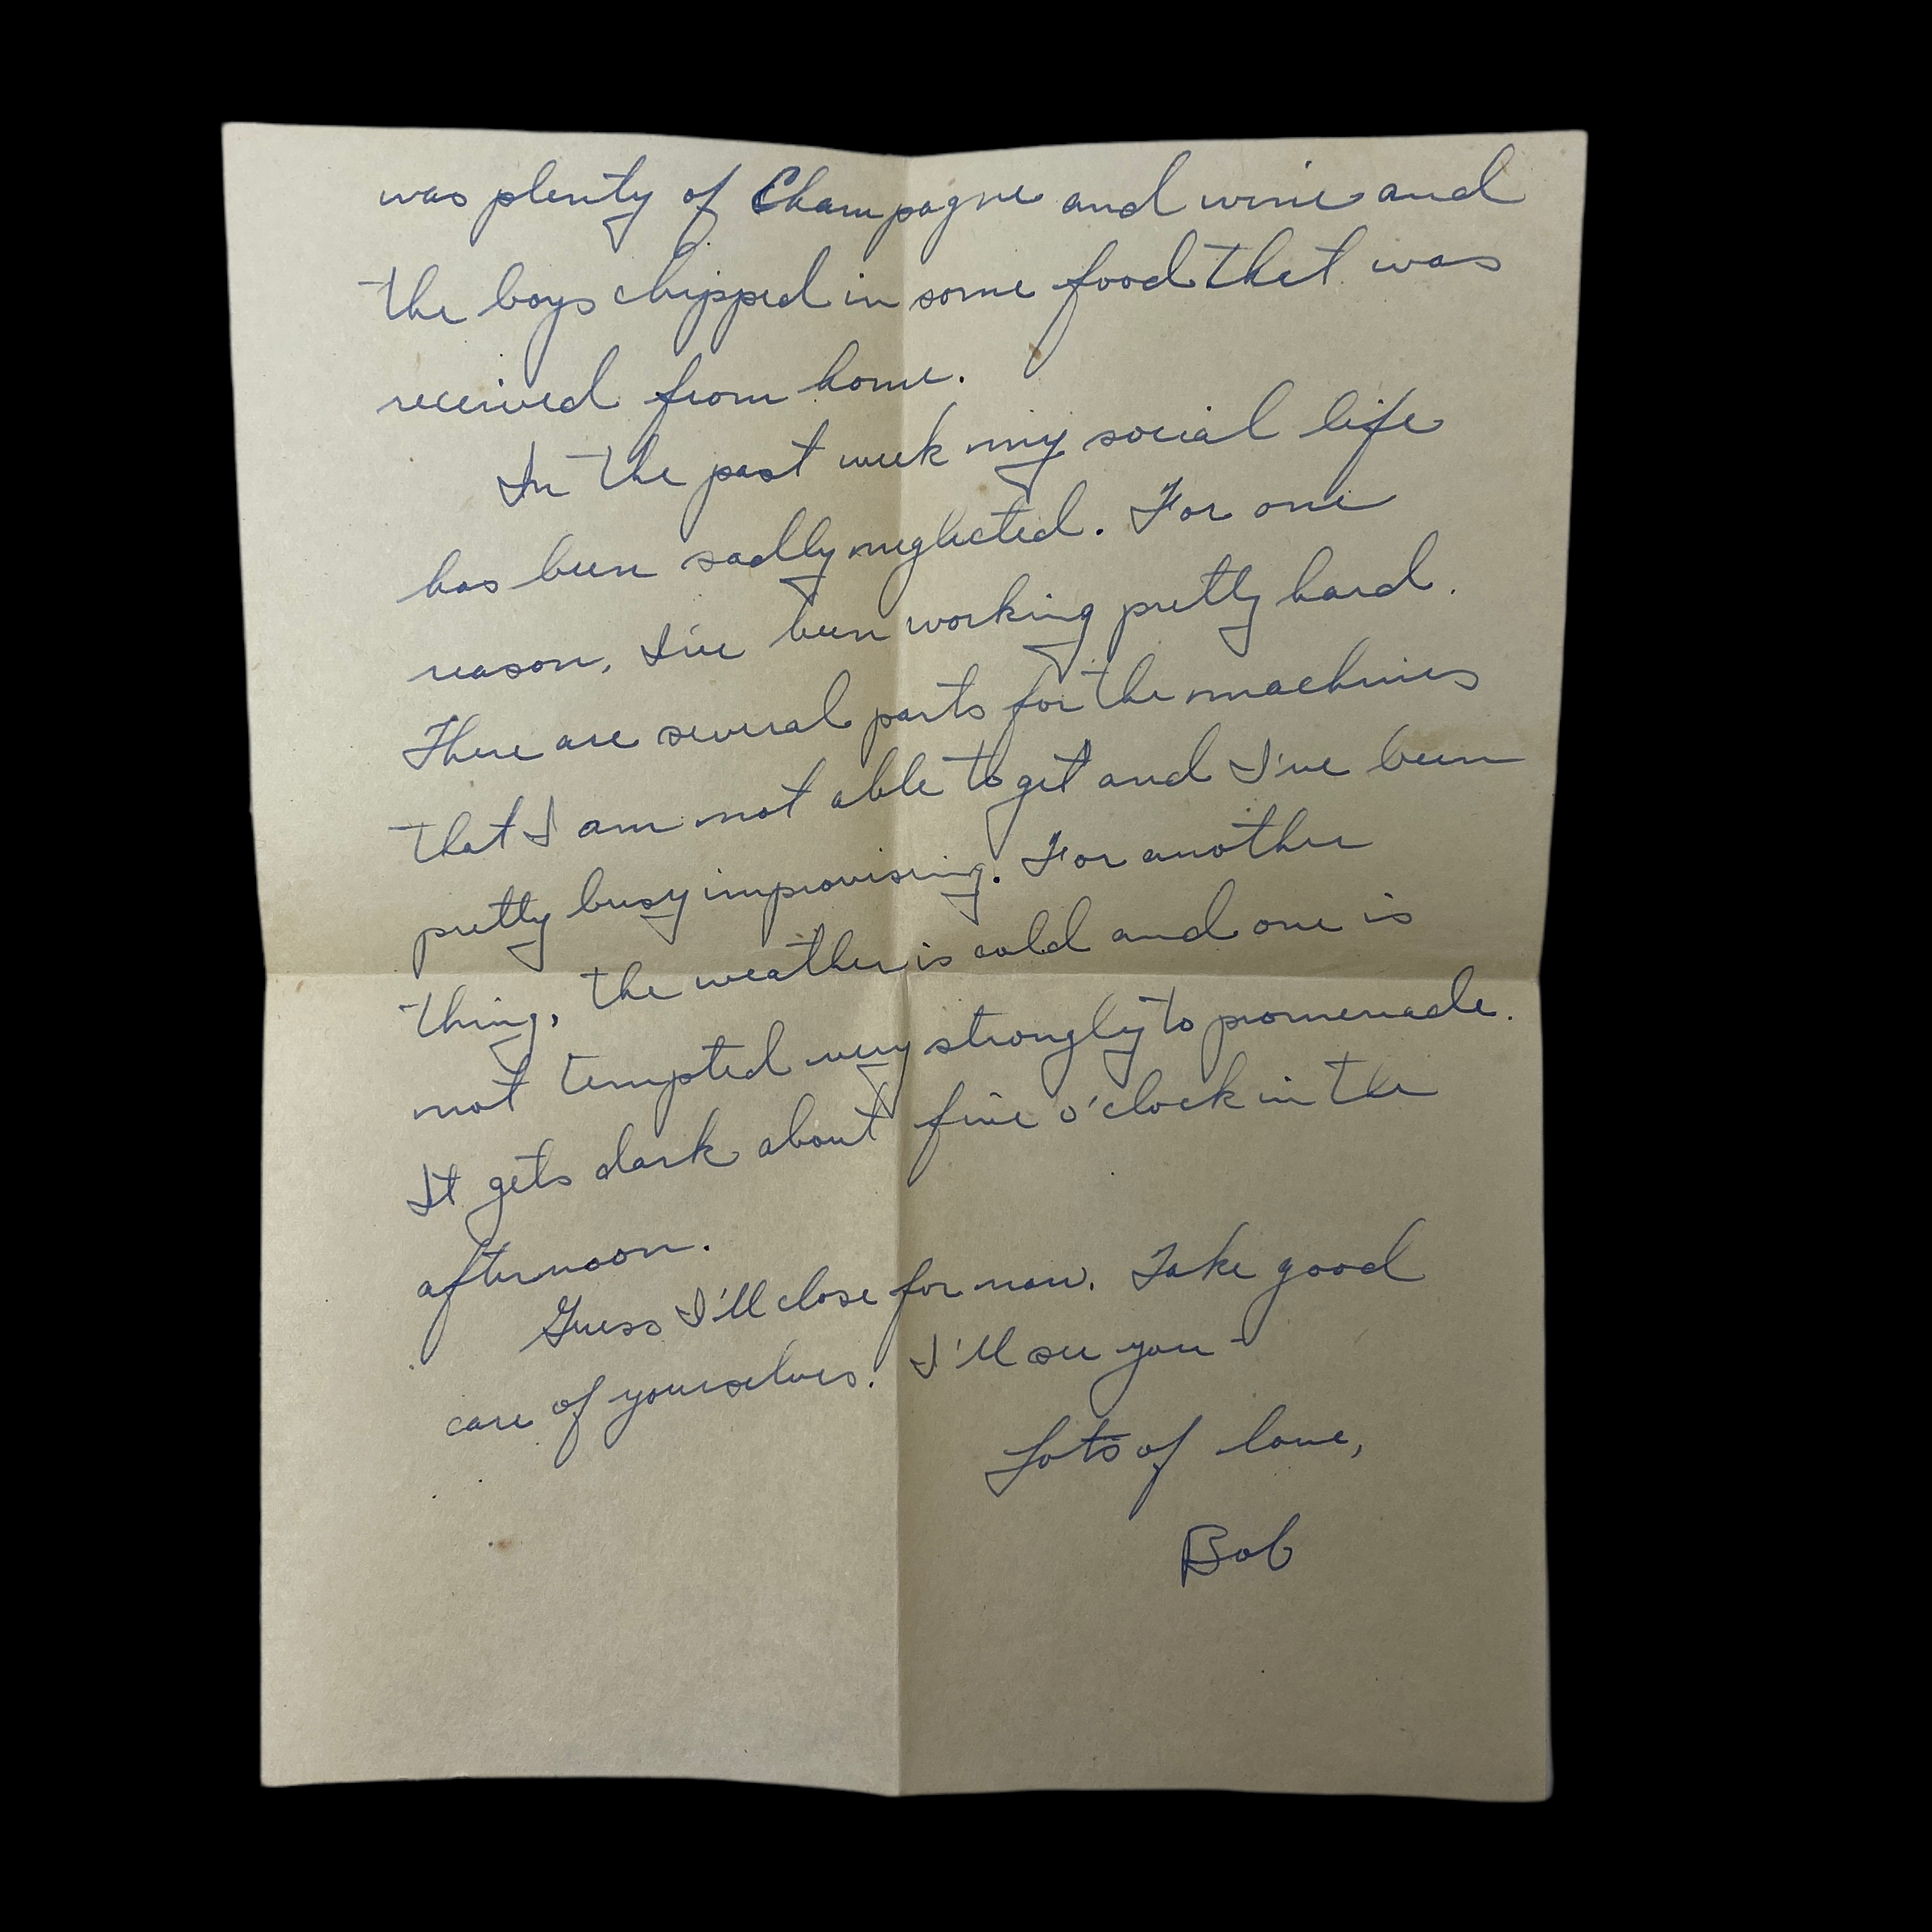 was plenty of Champagne and wine and
the boys chipped in some food that was
received from home.
In the past week my social life
has been sadly neglected. For one
reason, I've been working pretty hard.
There are several parts for the machines
that I am not able to get and I've been
pretty busy improvising. For another
thing, the weather is cold and one is
not tempted very strongly to promenade.
It gets dark about five o'clock in the
afternoon.
Guess I'll close for now. Take good
care of yourselves. I'll see you -
Lots of love,
Bob